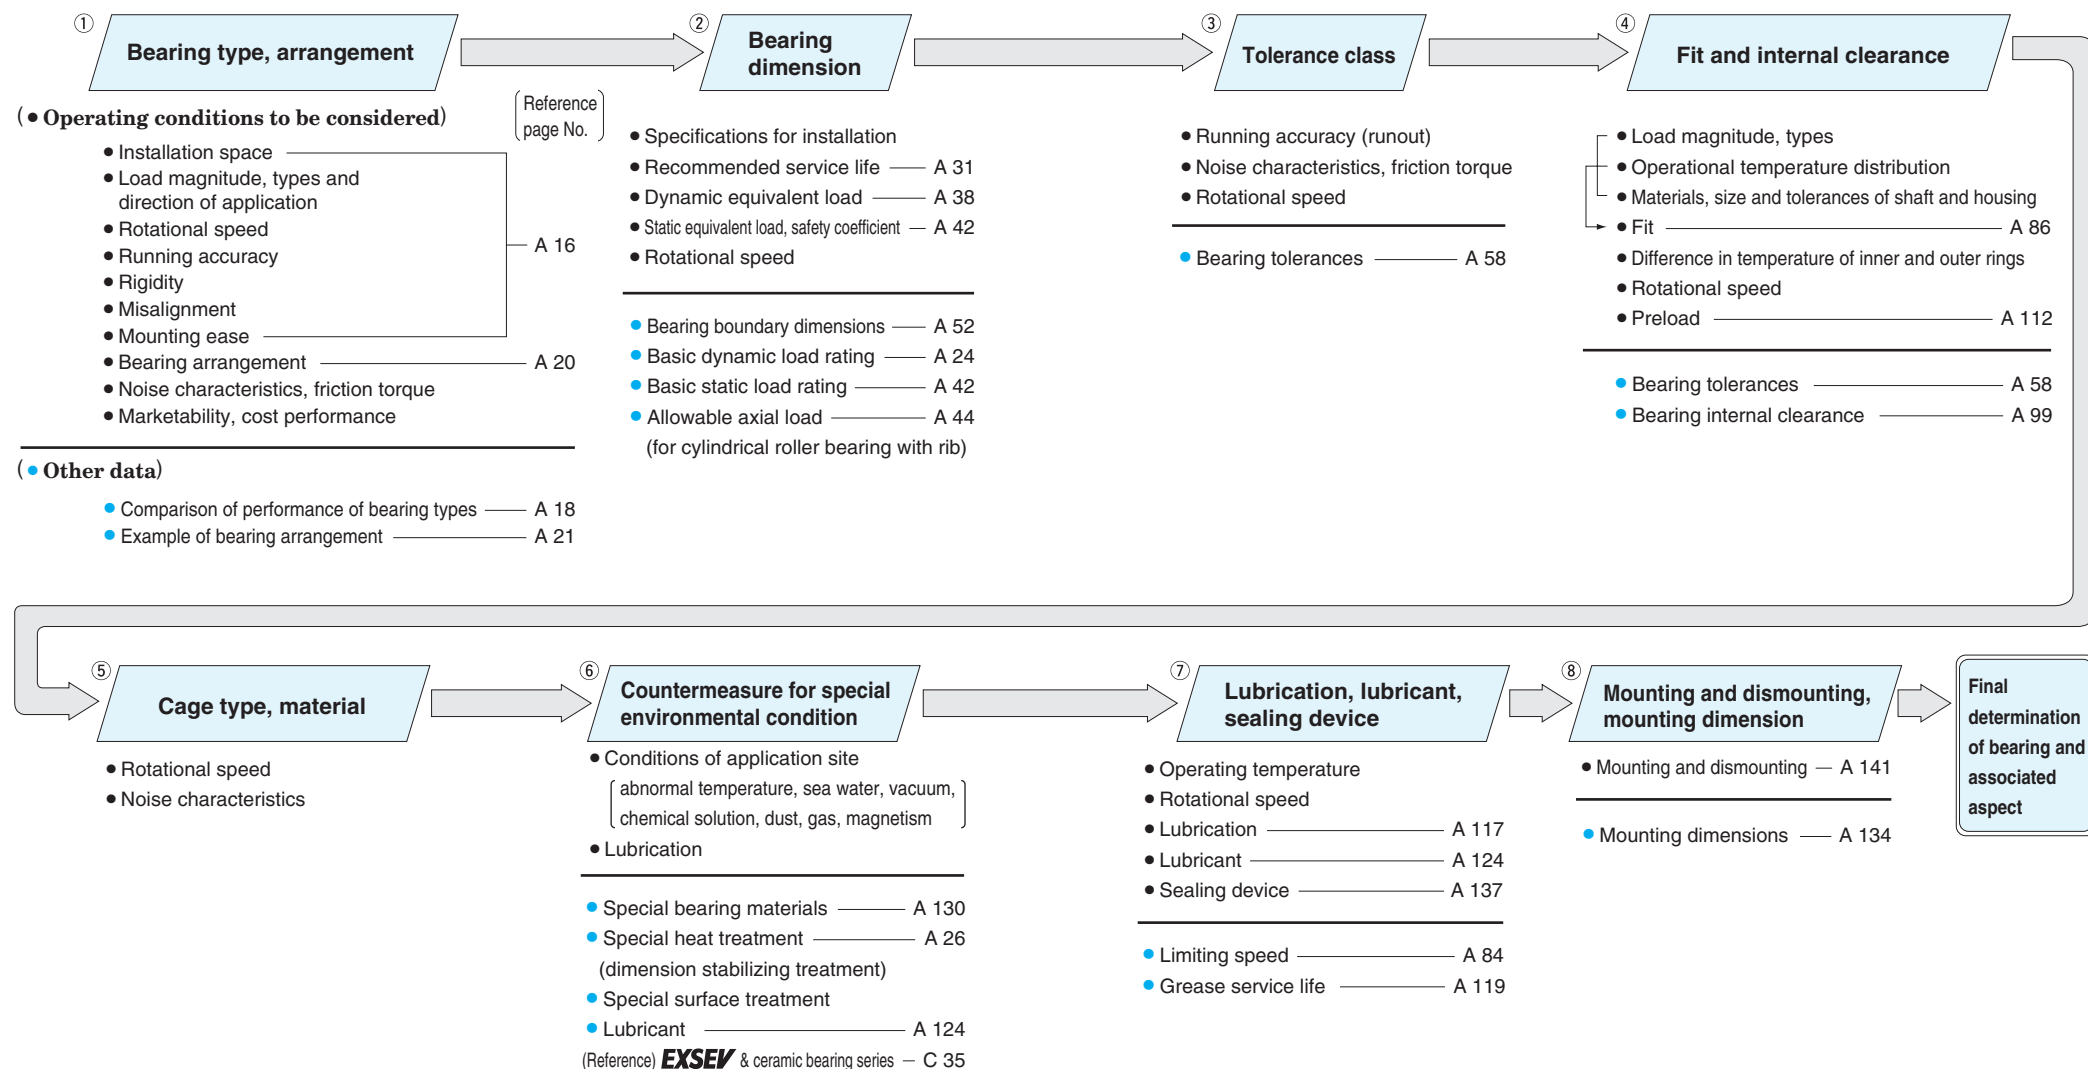 ① Bearing type, arrangement
(● Operating conditions to be considered)
Reference
page No.
● Installation space
● Load magnitude, types and
direction of application
● Rotational speed
● Running accuracy
● Rigidity
● Misalignment
● Mounting ease
A 16
● Bearing arrangement A 20
● Noise characteristics, friction torque
● Marketability, cost performance
(● Other data)
● Comparison of performance of bearing types A 18
● Example of bearing arrangement A 21
② Bearing
dimension
● Specifications for installation
● Recommended service life A 31
● Dynamic equivalent load A 38
● Static equivalent load, safety coefficient A 42
● Rotational speed
● Bearing boundary dimensions A 52
● Basic dynamic load rating A 24
● Basic static load rating A 42
● Allowable axial load A 44
(for cylindrical roller bearing with rib)
③ Tolerance class
● Running accuracy (runout)
● Noise characteristics, friction torque
● Rotational speed
● Bearing tolerances A 58
④ Fit and internal clearance
● Load magnitude, types
● Operational temperature distribution
● Materials, size and tolerances of shaft and housing
● Fit A 86
● Difference in temperature of inner and outer rings
● Rotational speed
● Preload A 112
● Bearing tolerances A 58
● Bearing internal clearance A 99
⑤ Cage type, material
● Rotational speed
● Noise characteristics
⑥ Countermeasure for special
environmental condition
● Conditions of application site
abnormal temperature, sea water, vacuum,
chemical solution, dust, gas, magnetism
● Lubrication
● Special bearing materials A 130
● Special heat treatment A 26
(dimension stabilizing treatment)
● Special surface treatment
● Lubricant A 124
(Reference) EXSEV & ceramic bearing series C 35
⑦ Lubrication, lubricant,
sealing device
● Operating temperature
● Rotational speed
● Lubrication A 117
● Lubricant A 124
● Sealing device A 137
● Limiting speed A 84
● Grease service life A 119
⑧ Mounting and dismounting,
mounting dimension
● Mounting and dismounting A 141
● Mounting dimensions A 134
Final
determination
of bearing and
associated
aspect